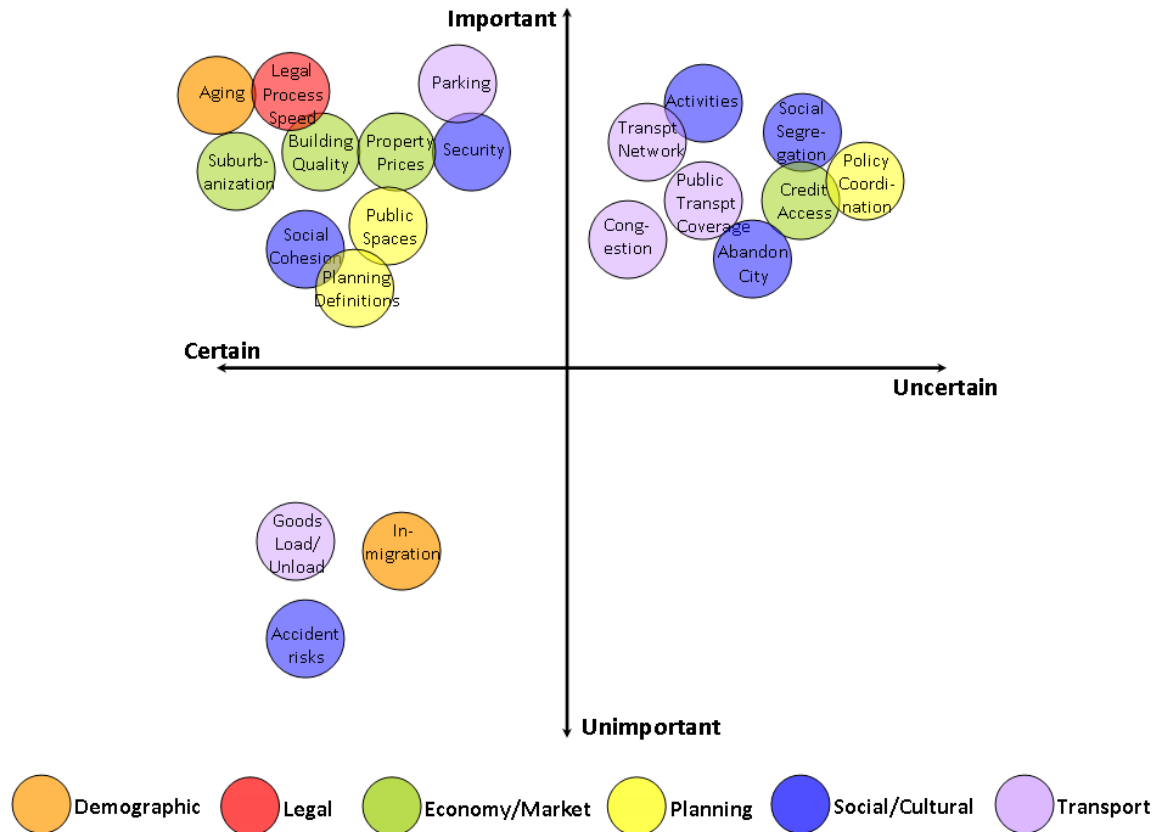 Important
Aging
Legal
Process
Speed
Parking
Suburb-
anization
Building
Quality
Property
Prices
Security
Social
Cohesion
Public
Spaces
Planning
Definitions
Activities
Transpt
Network
Social
Segre-
gation
Policy
Coordi-
nation
Public
Transpt
Coverage
Credit
Access
Cong-
estion
Abandon
City
Certain
Uncertain
Goods
Load/
Unload
In-
migration
Accident
risks
Unimportant
Demographic
Legal
Economy/Market
Planning
Social/Cultural
Transport